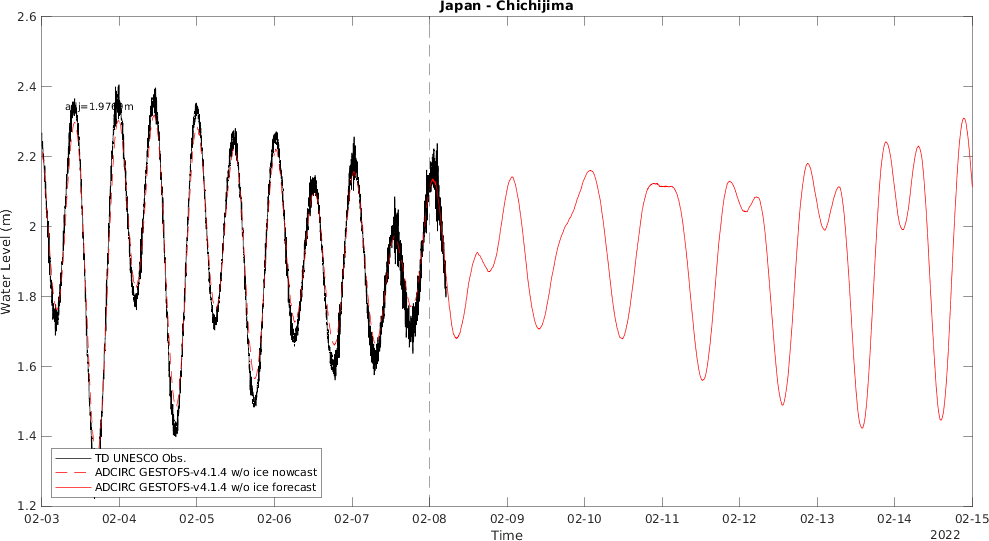 Japan - Chichijima
2.6
2.4
2.2
2
1.8
1.6
1.4
1.2
Water Level (m)
TD UNESCO Obs.
ADCIRC GESTOFS-v4.1.4 w/o ice nowcast
ADCIRC GESTOFS-v4.1.4 w/o ice forecast
02-03 02-04 02-05 02-06 02-07 02-08 02-09 02-10 02-11 02-12 02-13 02-14 02-15
Time
2022